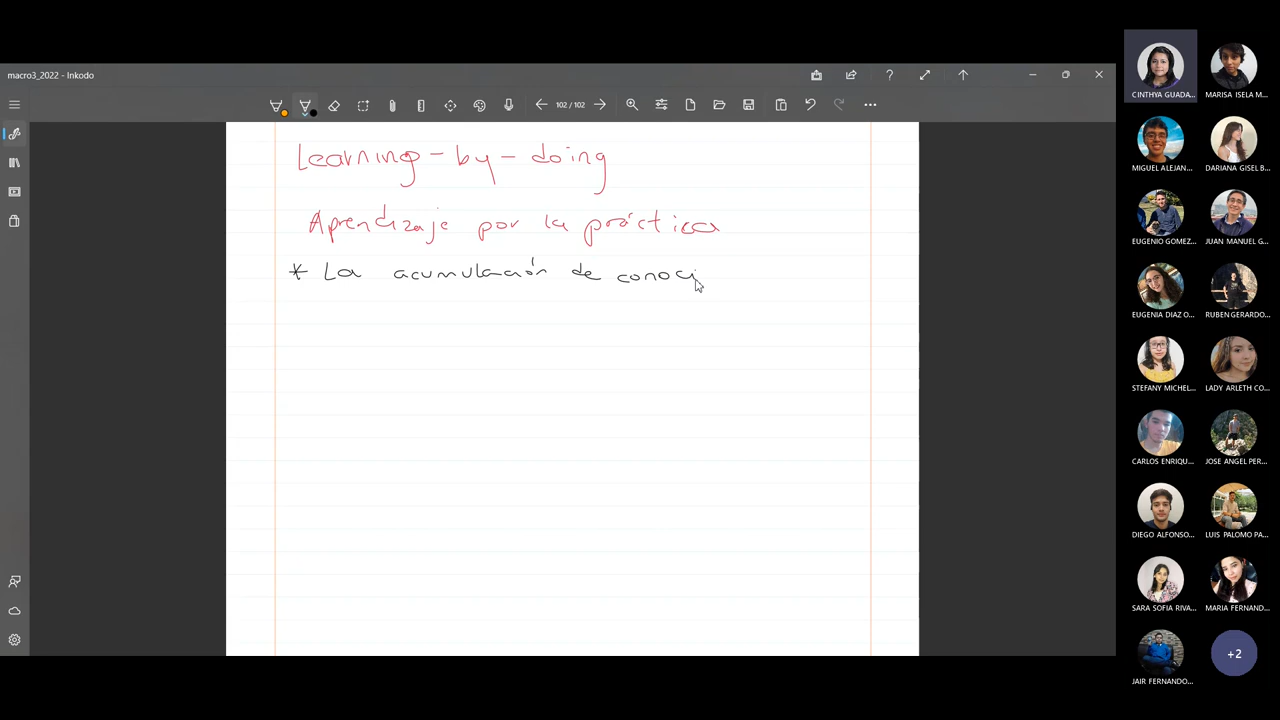 macro3_2022 - Inkodo
102 / 102
Learning-by-doing
Aprendizaje por la práctica
* La acumulación de conoci
CINTHYA GUADA...
MARISA ISELA M...
MIGUEL ALEJAN...
DARIANA GISEL B...
EUGENIO GOMEZ...
JUAN MANUEL G...
EUGENIA DIAZ O...
RUBEN GERARDO...
STEFANY MICHEL...
LADY ARLETH CO...
CARLOS ENRIQU...
JOSE ANGEL PER...
DIEGO ALFONSO...
LUIS PALOMO PA...
SARA SOFIA RIVA...
MARIA FERNAND...
JAIR FERNANDO...
+2